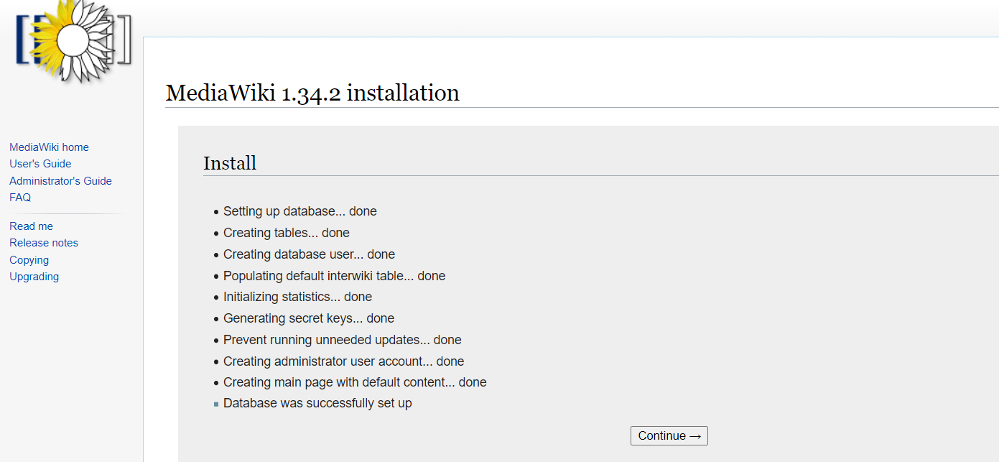 MediaWiki 1.34.2 installation
MediaWiki home
User's Guide
Administrator's Guide
FAQ
Read me
Release notes
Copying
Upgrading
Install
Setting up database... done
Creating tables... done
Creating database user... done
Populating default interwiki table... done
Initializing statistics... done
Generating secret keys... done
Prevent running unneeded updates... done
Creating administrator user account... done
Creating main page with default content... done
Database was successfully set up
Continue →